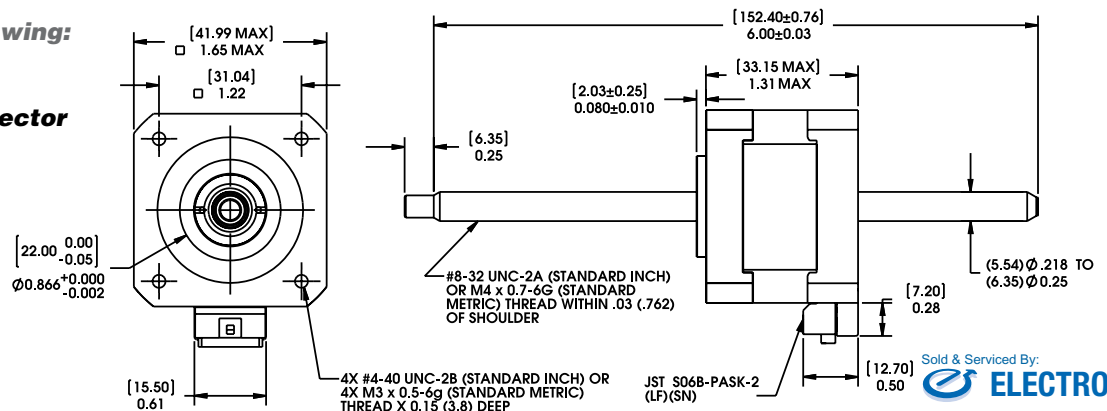 wing:
ector
[41.99 MAX]
□ 1.65 MAX
[31.04]
□ 1.22
[152.40±0.76]
6.00±0.03
[33.15 MAX]
1.31 MAX
[2.03±0.25]
0.080±0.010
[6.35]
0.25
[22.00 0.00 -0.05]
Ø0.866 +0.000 -0.002
#8-32 UNC-2A (STANDARD INCH)
OR M4 x 0.7-6G (STANDARD
METRIC) THREAD WITHIN .03 (.762)
OF SHOULDER
(5.54) Ø .218 TO
(6.35) Ø 0.25
[7.20]
0.28
[15.50]
0.61
4X #4-40 UNC-2B (STANDARD INCH) OR
4X M3 x 0.5-6g (STANDARD METRIC)
THREAD X 0.15 (3.8) DEEP
JST S06B-PASK-2
(LF)(SN)
[12.70]
0.50
Sold & Serviced By:
ELECTRO